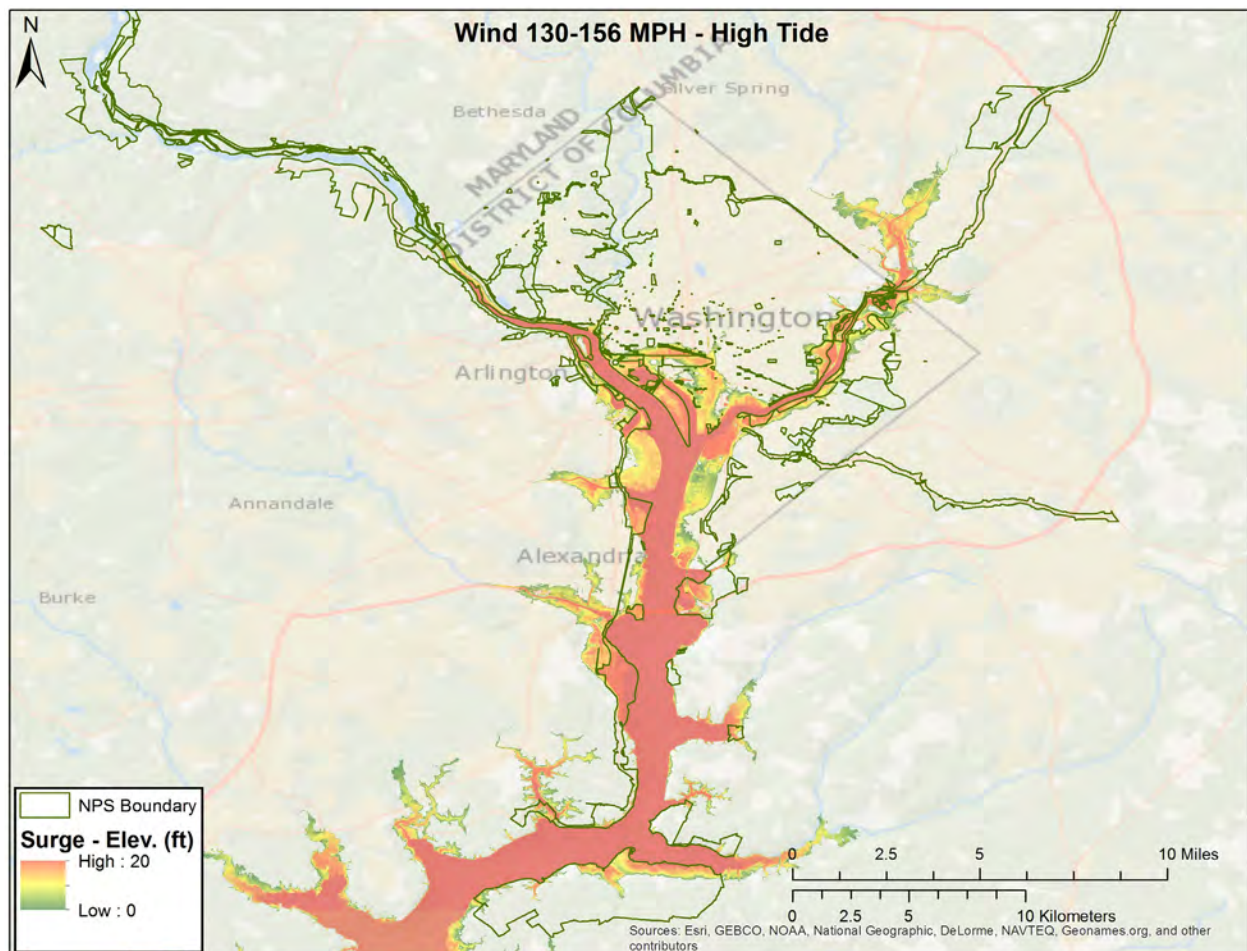 Wind 130-156 MPH - High Tide
N
Silver Spring
Bethesda
MARYLAND
DISTRICT OF COLUMBIA
Washington
Arlington
Annandale
Alexandria
Burke
NPS Boundary
Surge - Elev. (ft)
High : 20
Low : 0
0 2.5 5 10 Miles
0 2.5 5 10 Kilometers
Sources: Esri, GEBCO, NOAA, National Geographic, DeLorme, NAVTEQ, Geonames.org, and other
contributors